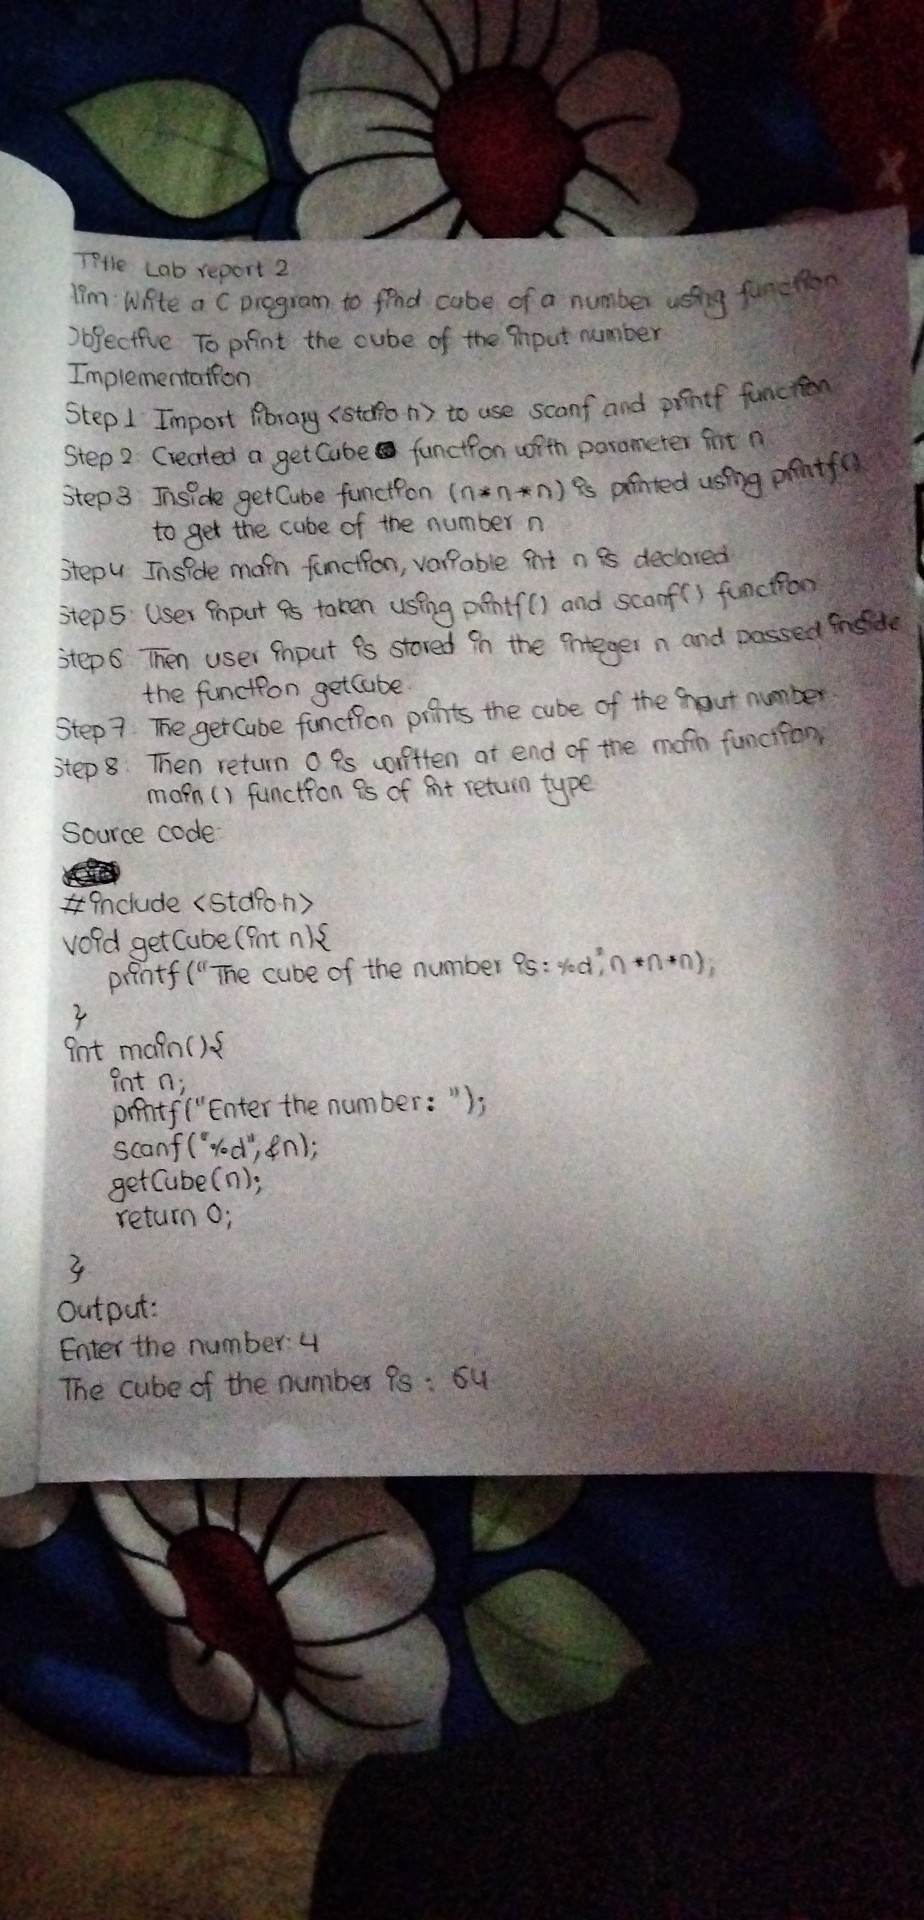 Title Lab report 2
Aim: Write a C program to find cube of a number using function
Objective To print the cube of the input number
Implementation
Step 1: Import library <stdio.h> to use scanf and printf function
Step 2: Created a getCube function with parameter int n
Step 3 Inside getCube function (n*n*n) is printed using printf()
to get the cube of the number n
Step 4 Inside main function, variable int n is declared
Step 5: User input is taken using printf() and scanf() function
Step 6 Then user input is stored in the integer n and passed inside
the function getCube.
Step 7: The getCube function prints the cube of the input number.
Step 8: Then return 0 is written at end of the main function,
main() function is of int return type
Source code:
#include <stdio.h>
void getCube(int n){
printf("The cube of the number is: %d", n*n*n);
}
int main(){
int n;
printf("Enter the number: ");
scanf("%d", &n);
getCube(n);
return 0;
}
Output:
Enter the number: 4
The cube of the number is: 64